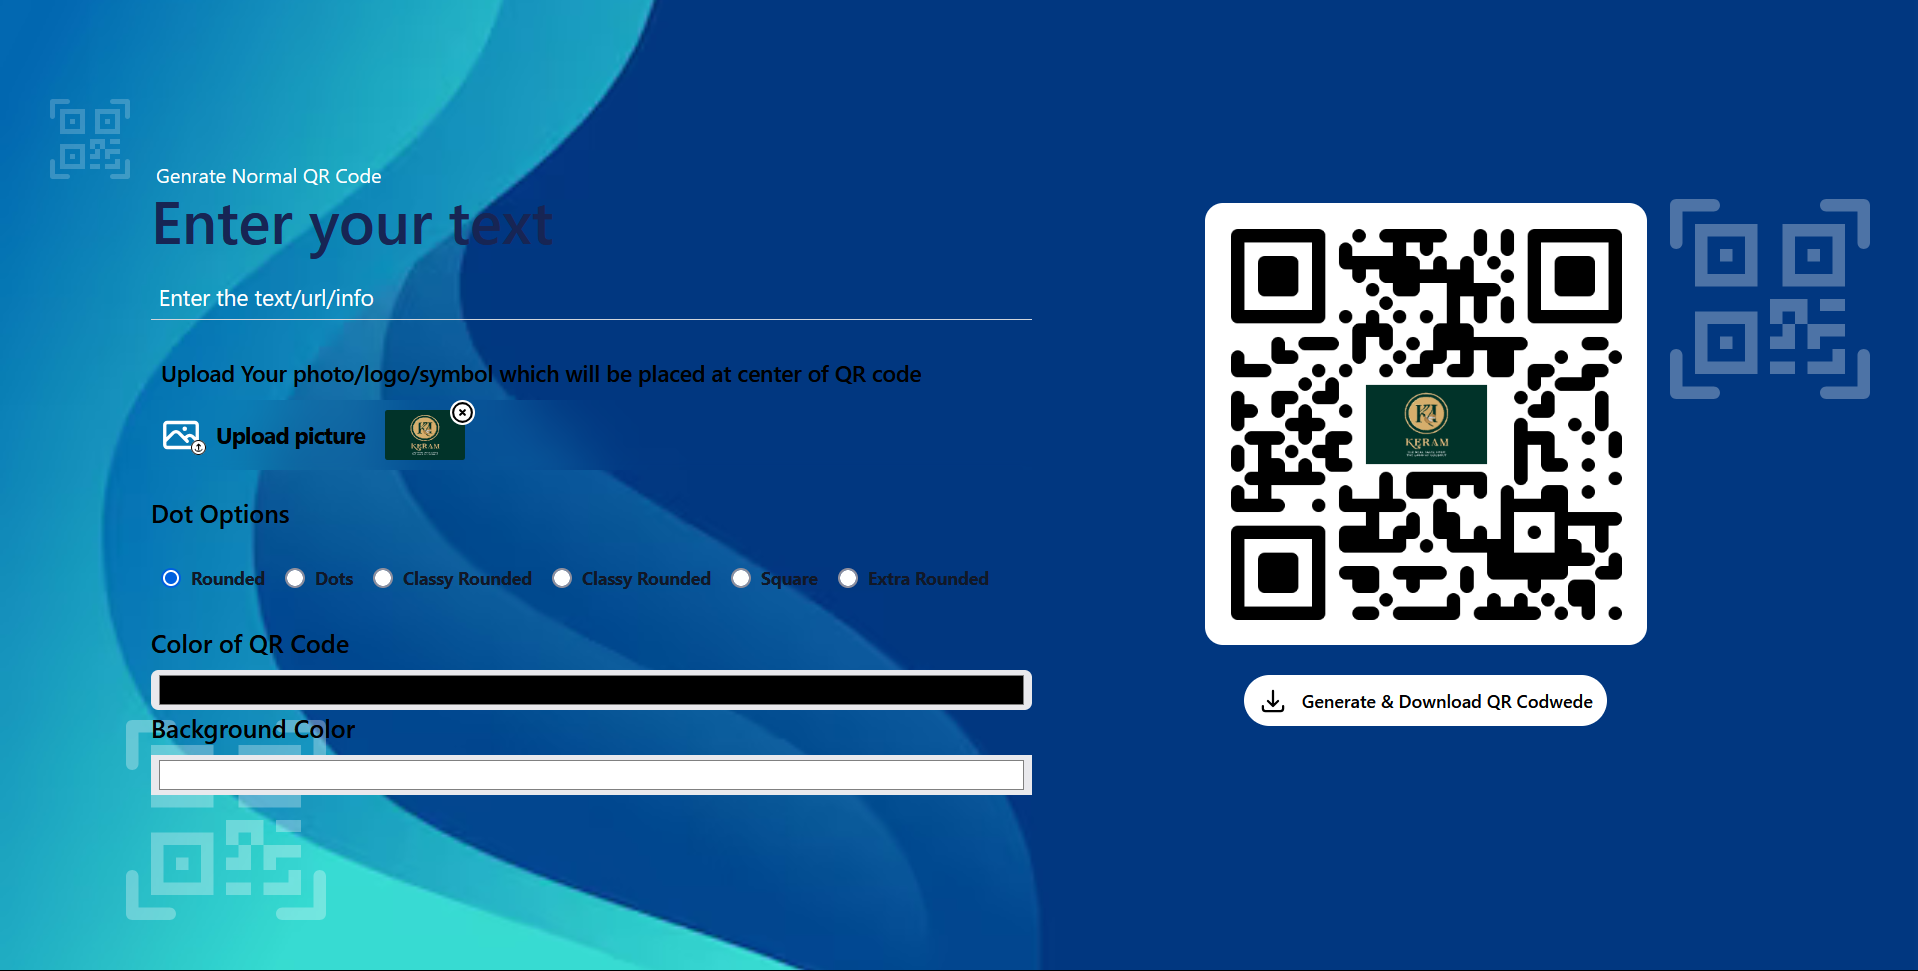 Genrate Normal QR Code
Enter your text
Enter the text/url/info
Upload Your photo/logo/symbol which will be placed at center of QR code
Upload picture
KERAM
Dot Options
Rounded Dots Classy Rounded Classy Rounded Square Extra Rounded
Color of QR Code
Background Color
KERAM
Generate & Download QR Codwede